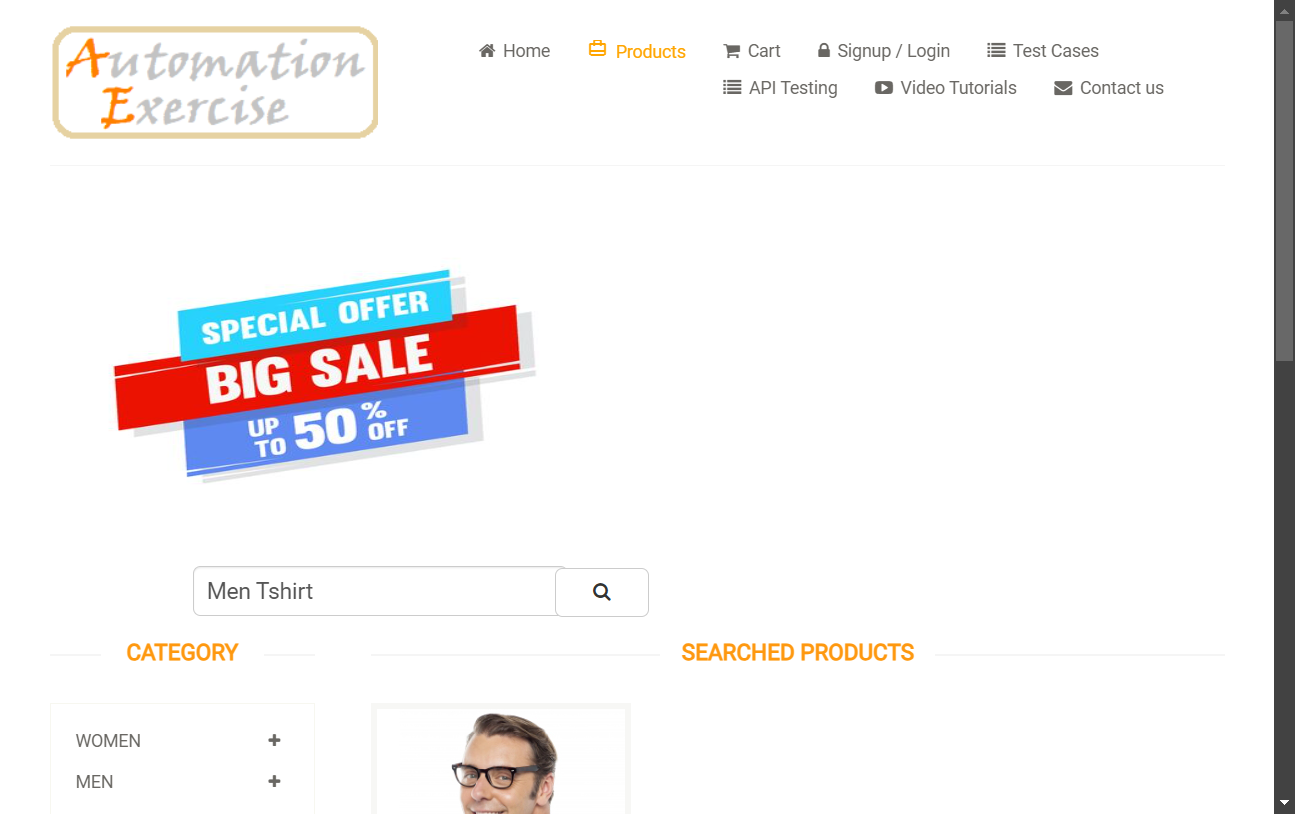 Automation
Exercise
Home
Products
Cart
Signup / Login
Test Cases
API Testing
Video Tutorials
Contact us
SPECIAL OFFER
BIG SALE
UP TO 50% OFF
Men Tshirt
CATEGORY
SEARCHED PRODUCTS
WOMEN
MEN